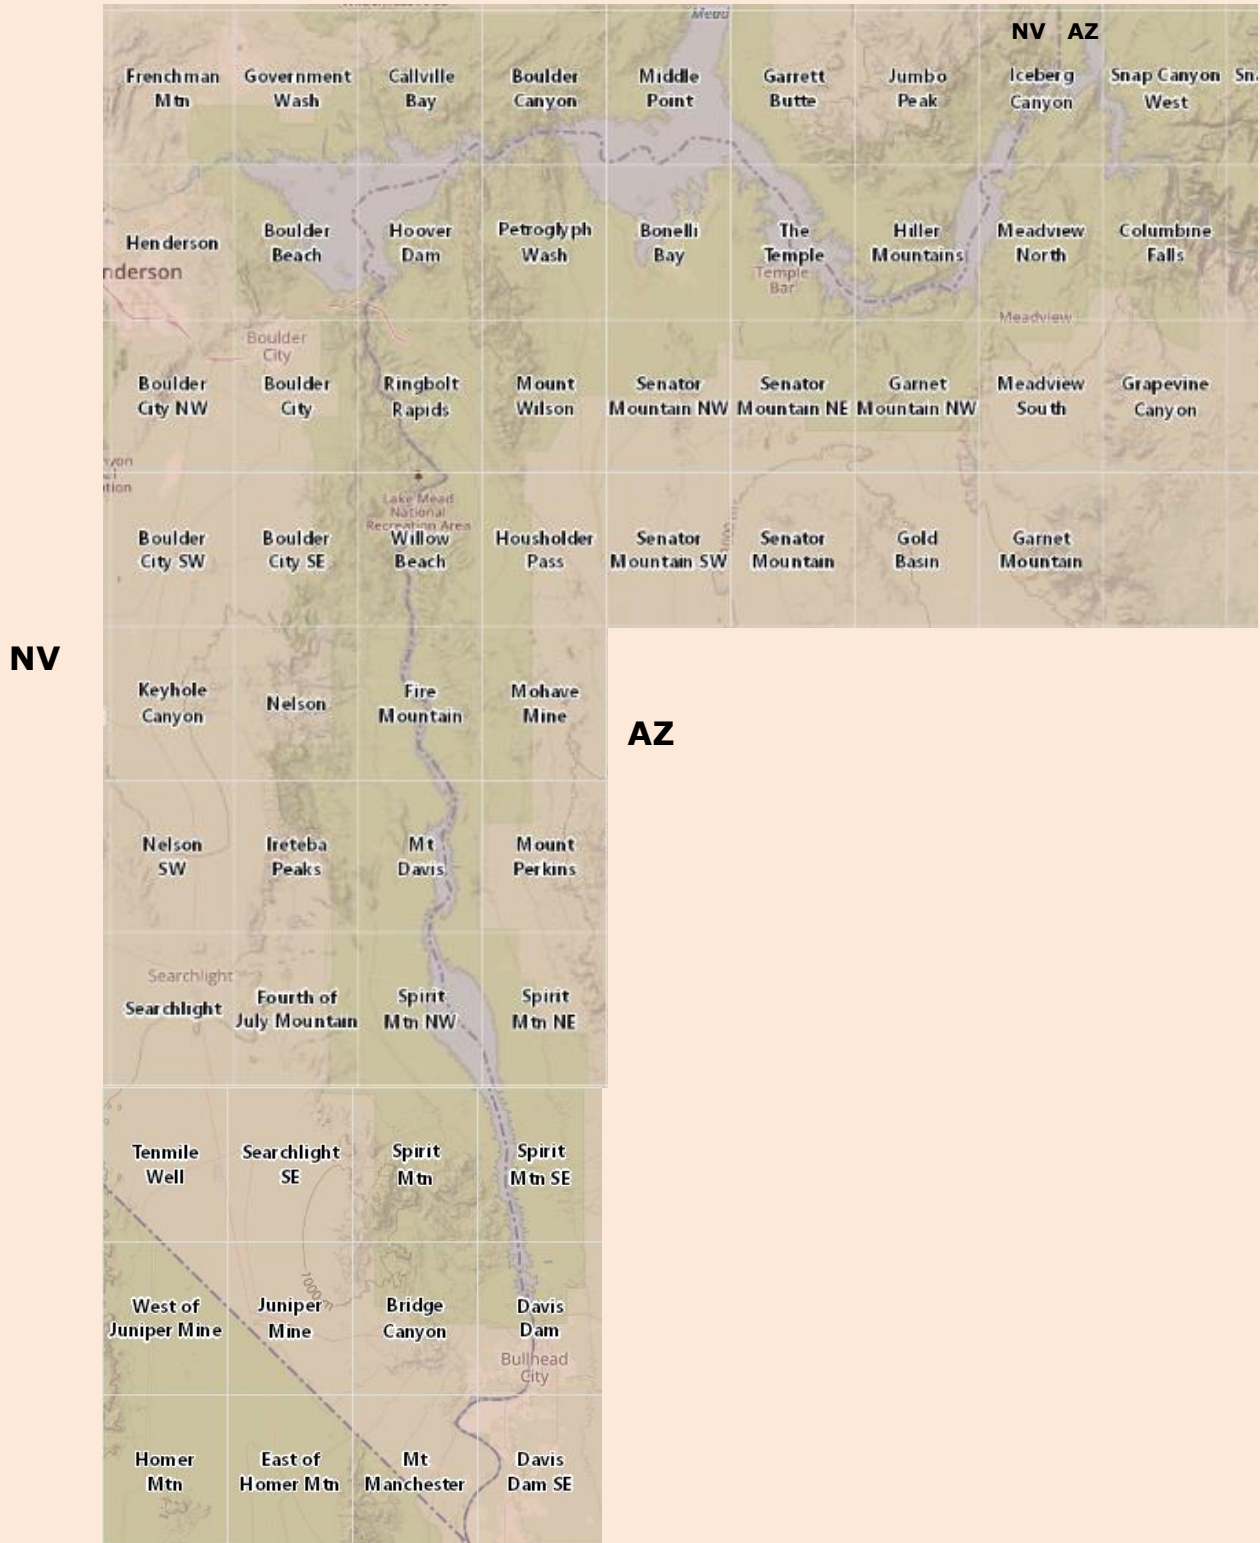 Mead
NV AZ
Frenchman
Mtn
Government
Wash
Callville
Bay
Boulder
Canyon
Middle
Point
Garrett
Butte
Jumbo
Peak
Iceberg
Canyon
Snap Canyon
West
Sn
Henderson
nderson
Boulder
Beach
Hoover
Dam
Petroglyph
Wash
Bonelli
Bay
The
Temple
Temple
Bar
Hiller
Mountains
Meadview
North
Columbine
Falls
Meadview
Boulder
City
Boulder
City NW
Boulder
City
Ringbolt
Rapids
Mount
Wilson
Senator
Mountain NW
Senator
Mountain NE
Garnet
Mountain NW
Meadview
South
Grapevine
Canyon
Lake Mead
National
Recreation Area
Boulder
City SW
Boulder
City SE
Willow
Beach
Housholder
Pass
Senator
Mountain SW
Senator
Mountain
Gold
Basin
Garnet
Mountain
NV
Keyhole
Canyon
Nelson
Fire
Mountain
Mohave
Mine
AZ
Nelson
SW
Ireteba
Peaks
Mt
Davis
Mount
Perkins
Searchlight
Searchlight
Fourth of
July Mountain
Spirit
Mtn NW
Spirit
Mtn NE
Tenmile
Well
Searchlight
SE
Spirit
Mtn
Spirit
Mtn SE
1000 m
West of
Juniper Mine
Juniper
Mine
Bridge
Canyon
Davis
Dam
Bullhead
City
Homer
Mtn
East of
Homer Mtn
Mt
Manchester
Davis
Dam SE